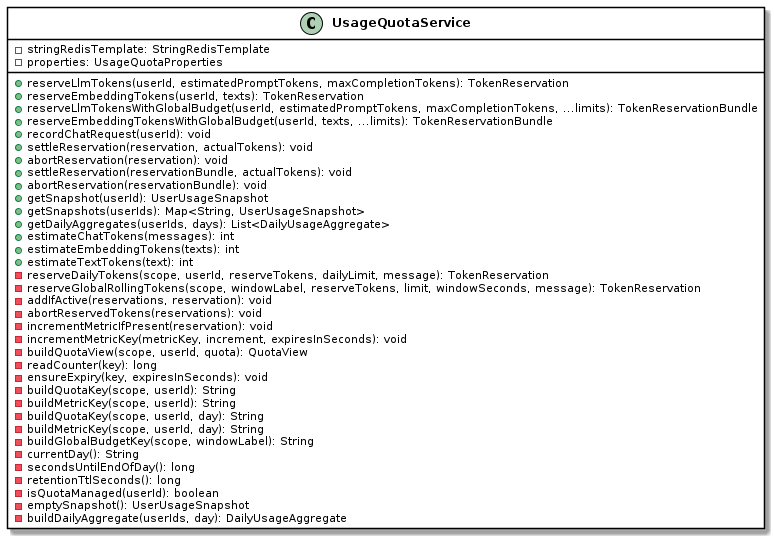 C UsageQuotaService
stringRedisTemplate: StringRedisTemplate
properties: UsageQuotaProperties
reserveLlmTokens(userId, estimatedPromptTokens, maxCompletionTokens): TokenReservation
reserveEmbeddingTokens(userId, texts): TokenReservation
reserveLlmTokensWithGlobalBudget(userId, estimatedPromptTokens, maxCompletionTokens, ...limits): TokenReservationBundle
reserveEmbeddingTokensWithGlobalBudget(userId, texts, ...limits): TokenReservationBundle
recordChatRequest(userId): void
settleReservation(reservation, actualTokens): void
abortReservation(reservation): void
settleReservation(reservationBundle, actualTokens): void
abortReservation(reservationBundle): void
getSnapshot(userId): UserUsageSnapshot
getSnapshots(userIds): Map<String, UserUsageSnapshot>
getDailyAggregates(userIds, days): List<DailyUsageAggregate>
estimateChatTokens(messages): int
estimateEmbeddingTokens(texts): int
estimateTextTokens(text): int
reserveDailyTokens(scope, userId, reserveTokens, dailyLimit, message): TokenReservation
reserveGlobalRollingTokens(scope, windowLabel, reserveTokens, limit, windowSeconds, message): TokenReservation
addIfActive(reservations, reservation): void
abortReservedTokens(reservations): void
incrementMetricIfPresent(reservation): void
incrementMetricKey(metricKey, increment, expiresInSeconds): void
buildQuotaView(scope, userId, quota): QuotaView
readCounter(key): long
ensureExpiry(key, expiresInSeconds): void
buildQuotaKey(scope, userId): String
buildMetricKey(scope, userId): String
buildQuotaKey(scope, userId, day): String
buildMetricKey(scope, userId, day): String
buildGlobalBudgetKey(scope, windowLabel): String
currentDay(): String
secondsUntilEndOfDay(): long
retentionTtlSeconds(): long
isQuotaManaged(userId): boolean
emptySnapshot(): UserUsageSnapshot
buildDailyAggregate(userIds, day): DailyUsageAggregate